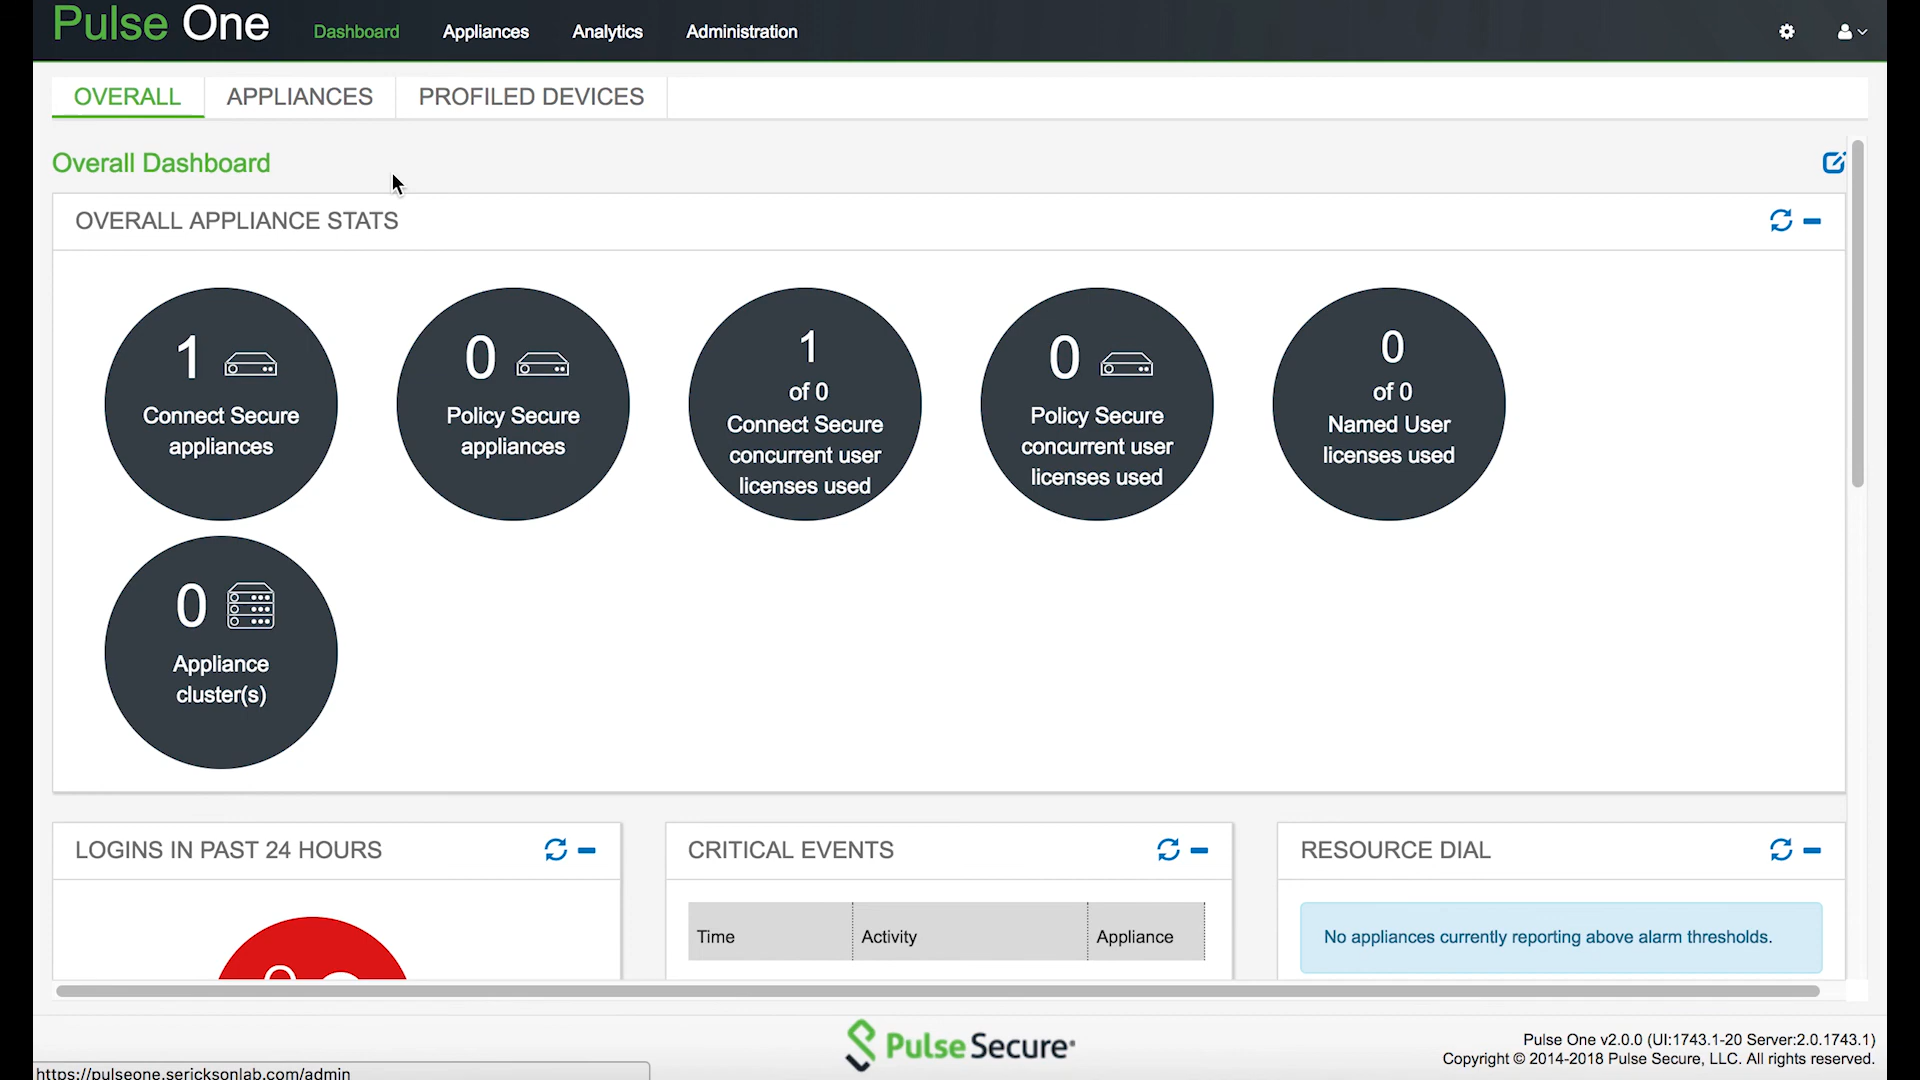 Pulse One
Dashboard
Appliances
Analytics
Administration
OVERALL
APPLIANCES
PROFILED DEVICES
Overall Dashboard
OVERALL APPLIANCE STATS
1
Connect Secure
appliances
0
Policy Secure
appliances
1
of 0
Connect Secure
concurrent user
licenses used
0
Policy Secure
concurrent user
licenses used
0
of 0
Named User
licenses used
0
Appliance
cluster(s)
LOGINS IN PAST 24 HOURS
CRITICAL EVENTS
Time
Activity
Appliance
RESOURCE DIAL
No appliances currently reporting above alarm thresholds.
Pulse Secure
Pulse One v2.0.0 (UI:1743.1-20 Server:2.0.1743.1)
Copyright © 2014-2018 Pulse Secure, LLC. All rights reserved.
https://pulseone.sericksonlab.com/admin